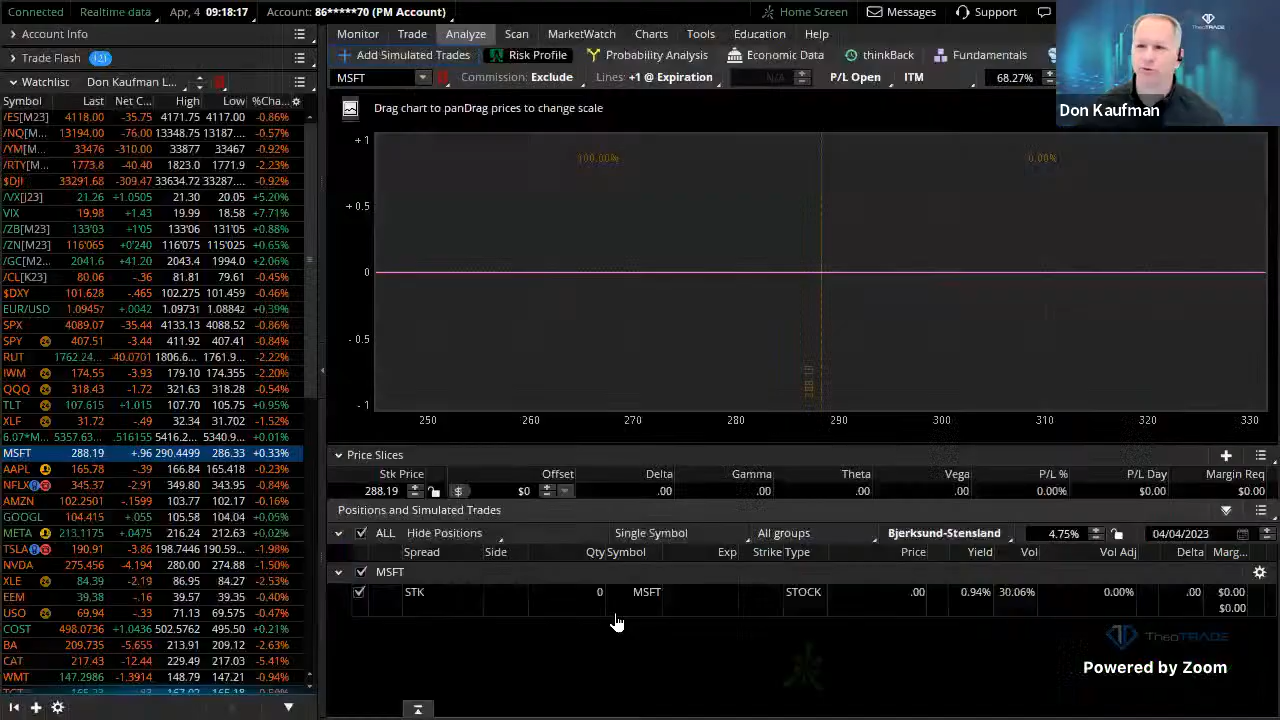 Connected Realtime data Apr, 4 09:18:17 Account: 86*****70 (PM Account) Home Screen Messages Support
Account Info
Trade Flash
Watchlist Don Kaufman L...
Symbol Last Net C... High Low %Cha...
/ES[M23] 4118.00 -35.75 4171.75 4117.00 -0.86%
/NQ[M... 13194.00 -76.00 13348.75 13187.... -0.57%
/YM[M... 33476 -310.00 33877 33467 -0.92%
/RTY[M... 1773.8 -40.40 1823.0 1771.9 -2.23%
$DJI 33291.68 -309.47 33634.72 33287.... -0.92%
/VX[J23] 21.26 +1.0505 21.30 20.05 +5.20%
VIX 19.98 +1.43 19.99 18.58 +7.71%
/ZB[M23] 133'03 +1'05 133'06 131'05 +0.88%
/ZN[M23] 116'065 +0'240 116'075 115'025 +0.65%
/GC[M2... 2041.6 +41.20 2043.4 1994.0 +2.06%
/CL[K23] 80.06 -.36 81.81 79.61 -0.45%
$DXY 101.628 -.465 102.275 101.459 -0.46%
EUR/USD 1.09457 +.0042 1.09731 1.08842 +0.39%
SPX 4089.07 -35.44 4133.13 4088.52 -0.86%
SPY 407.51 -3.44 411.92 407.41 -0.84%
RUT 1762.24... -40.0701 1806.6... 1761.9... -2.22%
IWM 174.55 -3.93 179.10 174.355 -2.20%
QQQ 318.43 -1.72 321.63 318.28 -0.54%
TLT 107.615 +1.015 107.70 105.75 +0.95%
XLF 31.72 -.49 32.34 31.702 -1.52%
6.07*M... 5357.63... .516155 5416.2... 5340.9... +0.01%
MSFT 288.19 +.96 290.4499 286.33 +0.33%
AAPL 165.78 -.39 166.84 165.418 -0.23%
NFLX 345.37 -2.91 349.80 343.95 -0.84%
AMZN 102.2501 -.1599 103.77 102.17 -0.16%
GOOGL 104.415 +.055 105.58 104.04 +0.05%
META 213.1175 +.0475 216.24 212.63 +0.02%
TSLA 190.91 -3.86 198.7446 190.59... -1.98%
NVDA 275.456 -4.194 280.00 274.88 -1.50%
XLE 84.39 -2.19 86.95 84.27 -2.53%
EEM 39.38 -.16 39.57 39.35 -0.40%
USO 69.94 -.33 71.13 69.575 -0.47%
COST 498.0736 +1.0436 502.5762 495.50 +0.21%
BA 209.735 -5.655 213.91 209.12 -2.63%
CAT 217.43 -12.44 229.49 217.03 -5.41%
WMT 147.2986 -1.3914 148.79 147.21 -0.94%
Monitor Trade Analyze Scan MarketWatch Charts Tools Education Help
Add Simulated Trades Risk Profile Probability Analysis Economic Data thinkBack Fundamentals
MSFT Commission: Exclude Lines: +1 @ Expiration N/A P/L Open ITM 68.27%
Drag chart to panDrag prices to change scale
100.00% 0.00%
+1
+0.5
0
-0.5
-1
288.19
250 260 270 280 290 300 310 320 330
Price Slices
Stk Price Offset Delta Gamma Theta Vega P/L % P/L Day Margin Req
288.19 $ $0 .00 .00 .00 .00 0.00% $0.00 $0.00
Positions and Simulated Trades
ALL Hide Positions Single Symbol All groups Bjerksund-Stensland 4.75% 04/04/2023
Spread Side Qty Symbol Exp Strike Type Price Yield Vol Vol Adj Delta Marg...
MSFT
STK 0 MSFT STOCK .00 0.94% 30.06% 0.00% .00 $0.00
$0.00
Don Kaufman
TheoTRADE
Powered by Zoom